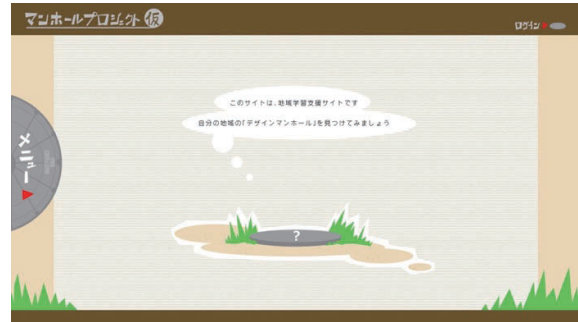 マンホールプロジェクト仮
ログイン
このサイトは、地域学習支援サイトです
自分の地域の「デザインマンホール」を見つけてみましょう
メニュー
?